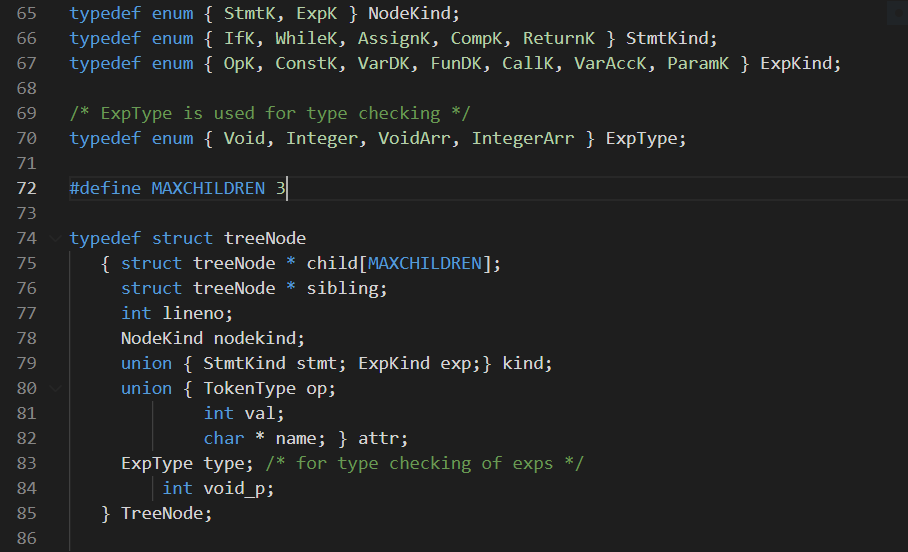 65 typedef enum { StmtK, ExpK } NodeKind;
66 typedef enum { IfK, WhileK, AssignK, CompK, ReturnK } StmtKind;
67 typedef enum { OpK, ConstK, VarDK, FunDK, CallK, VarAccK, ParamK } ExpKind;
68
69 /* ExpType is used for type checking */
70 typedef enum { Void, Integer, VoidArr, IntegerArr } ExpType;
71
72 #define MAXCHILDREN 3
73
74 typedef struct treeNode
75    { struct treeNode * child[MAXCHILDREN];
76      struct treeNode * sibling;
77      int lineno;
78      NodeKind nodekind;
79      union { StmtKind stmt; ExpKind exp;} kind;
80      union { TokenType op;
81              int val;
82              char * name; } attr;
83      ExpType type; /* for type checking of exps */
84          int void_p;
85    } TreeNode;
86